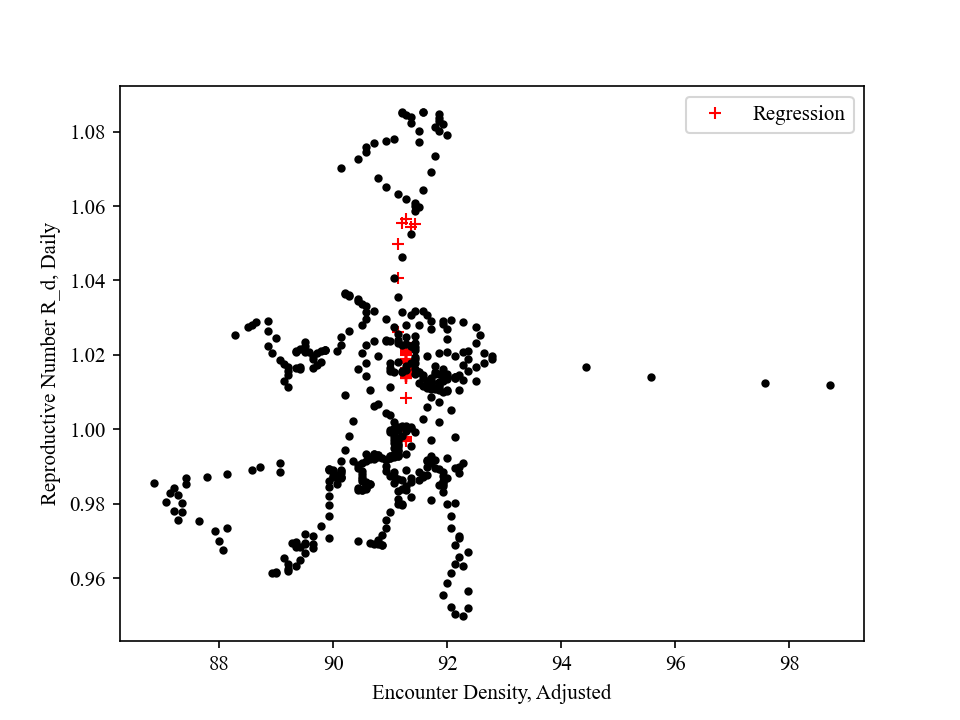 Regression
1.08
1.06
1.04
1.02
1.00
0.98
0.96
Reproductive Number R_d, Daily
88 90 92 94 96 98
Encounter Density, Adjusted